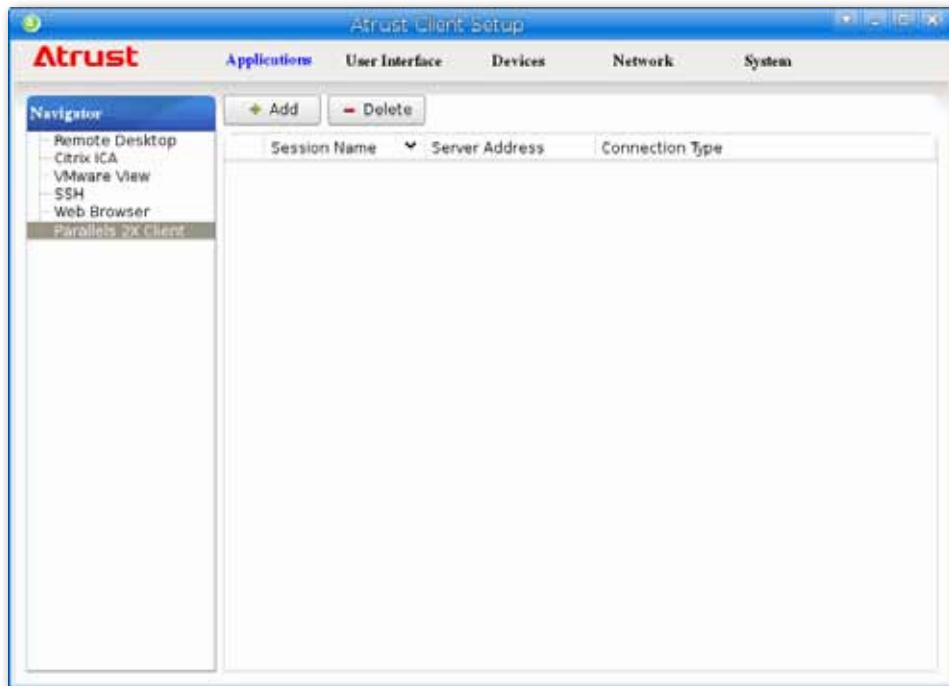 Atrust Client Setup
Atrust
Applications User Interface Devices Network System
Navigator
Remote Desktop
Citrix ICA
VMware View
SSH
Web Browser
Parallels 2X Client
Add Delete
Session Name Server Address Connection Type